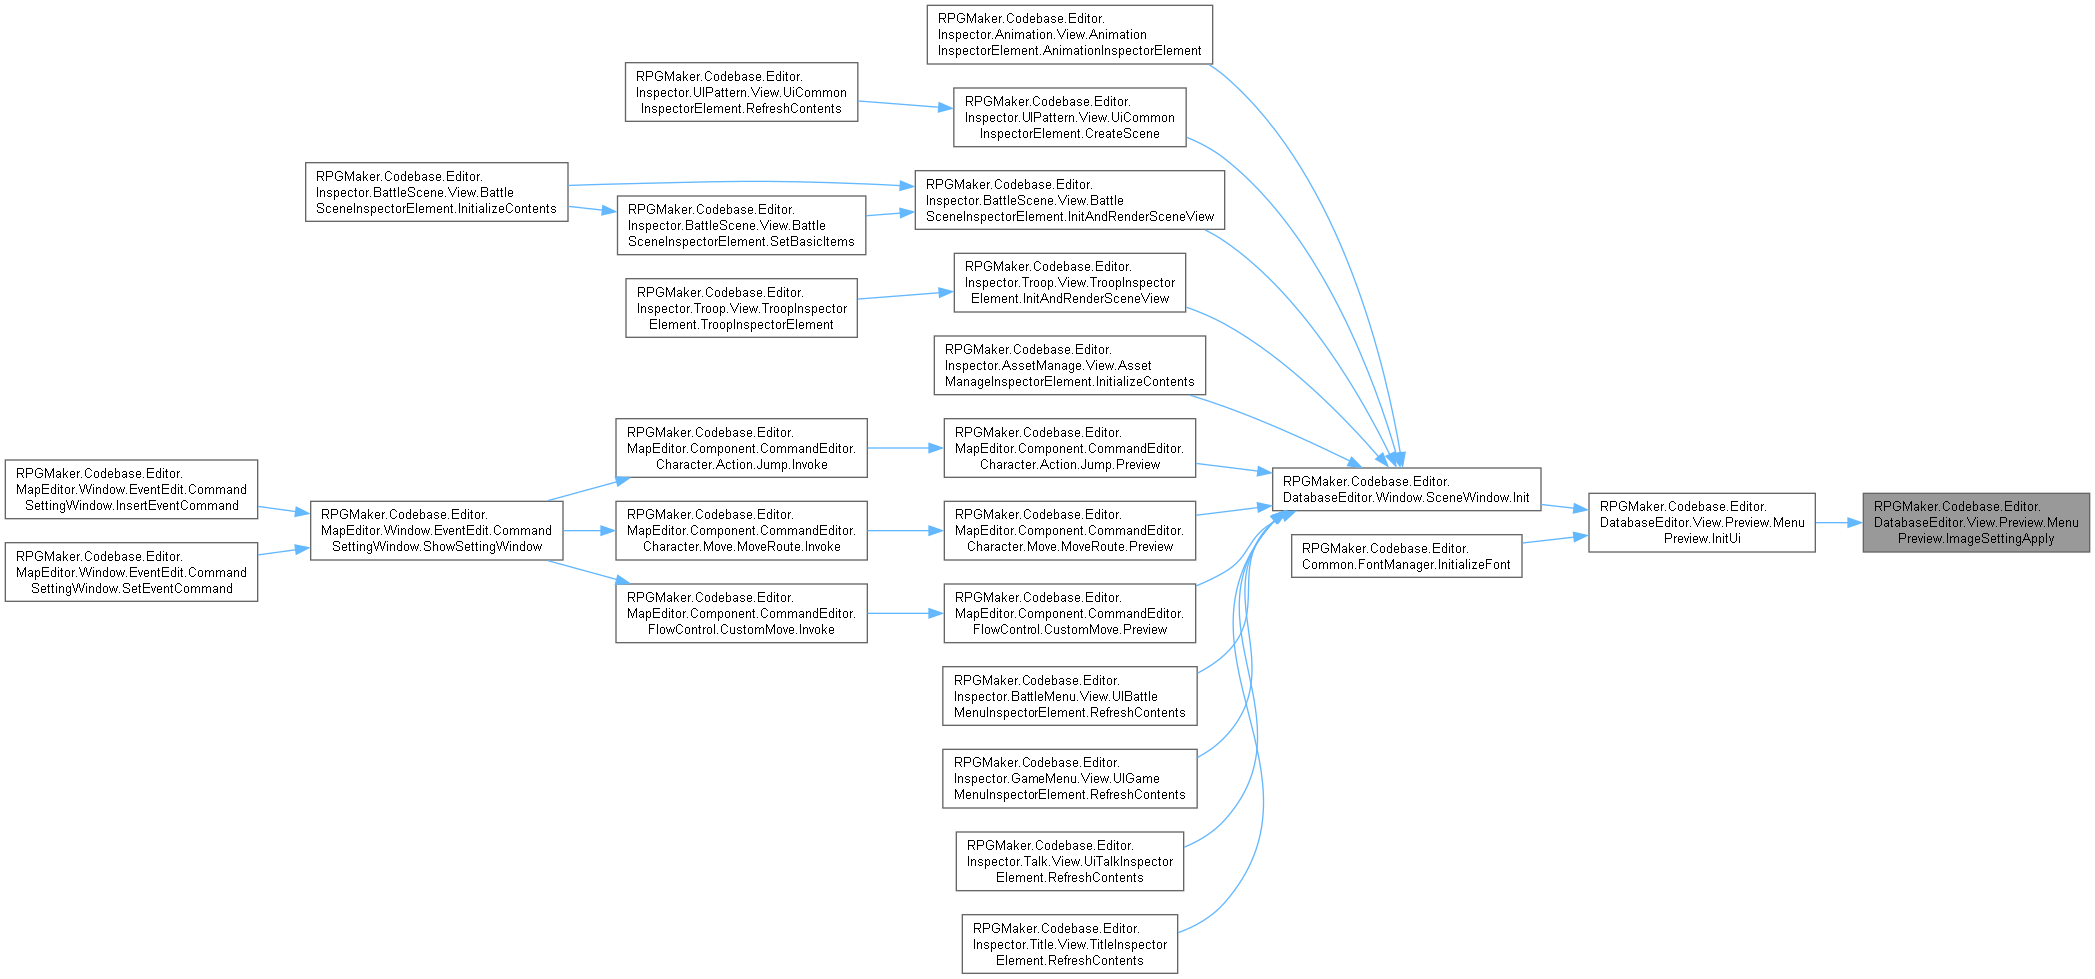 RPGMaker.Codebase.Editor.
Inspector.Animation.View.Animation
InspectorElement.AnimationInspectorElement
RPGMaker.Codebase.Editor.
Inspector.UIPattern.View.UiCommon
InspectorElement.RefreshContents
RPGMaker.Codebase.Editor.
Inspector.UIPattern.View.UiCommon
InspectorElement.CreateScene
RPGMaker.Codebase.Editor.
Inspector.BattleScene.View.Battle
SceneInspectorElement.InitializeContents
RPGMaker.Codebase.Editor.
Inspector.BattleScene.View.Battle
SceneInspectorElement.SetBasicItems
RPGMaker.Codebase.Editor.
Inspector.BattleScene.View.Battle
SceneInspectorElement.InitAndRenderSceneView
RPGMaker.Codebase.Editor.
Inspector.Troop.View.TroopInspector
Element.TroopInspectorElement
RPGMaker.Codebase.Editor.
Inspector.Troop.View.TroopInspector
Element.InitAndRenderSceneView
RPGMaker.Codebase.Editor.
Inspector.AssetManage.View.Asset
ManageInspectorElement.InitializeContents
RPGMaker.Codebase.Editor.
MapEditor.Window.EventEdit.Command
SettingWindow.InsertEventCommand
RPGMaker.Codebase.Editor.
MapEditor.Window.EventEdit.Command
SettingWindow.SetEventCommand
RPGMaker.Codebase.Editor.
MapEditor.Window.EventEdit.Command
SettingWindow.ShowSettingWindow
RPGMaker.Codebase.Editor.
MapEditor.Component.CommandEditor.
Character.Action.Jump.Invoke
RPGMaker.Codebase.Editor.
MapEditor.Component.CommandEditor.
Character.Action.Jump.Preview
RPGMaker.Codebase.Editor.
MapEditor.Component.CommandEditor.
Character.Move.MoveRoute.Invoke
RPGMaker.Codebase.Editor.
MapEditor.Component.CommandEditor.
Character.Move.MoveRoute.Preview
RPGMaker.Codebase.Editor.
MapEditor.Component.CommandEditor.
FlowControl.CustomMove.Invoke
RPGMaker.Codebase.Editor.
MapEditor.Component.CommandEditor.
FlowControl.CustomMove.Preview
RPGMaker.Codebase.Editor.
DatabaseEditor.Window.SceneWindow.Init
RPGMaker.Codebase.Editor.
Common.FontManager.InitializeFont
RPGMaker.Codebase.Editor.
DatabaseEditor.View.Preview.Menu
Preview.InitUi
RPGMaker.Codebase.Editor.
DatabaseEditor.View.Preview.Menu
Preview.ImageSettingApply
RPGMaker.Codebase.Editor.
Inspector.BattleMenu.View.UIBattle
MenuInspectorElement.RefreshContents
RPGMaker.Codebase.Editor.
Inspector.GameMenu.View.UIGame
MenuInspectorElement.RefreshContents
RPGMaker.Codebase.Editor.
Inspector.Talk.View.UiTalkInspector
Element.RefreshContents
RPGMaker.Codebase.Editor.
Inspector.Title.View.TitleInspector
Element.RefreshContents